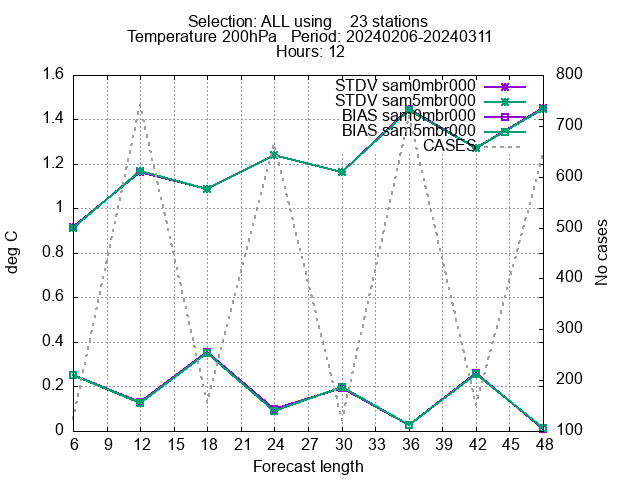 Selection: ALL using    23 stations
Temperature 200hPa   Period: 20240206-20240311
Hours: 12
STDV sam0mbr000
STDV sam5mbr000
BIAS sam0mbr000
BIAS sam5mbr000
CASES
1.6
1.4
1.2
1
0.8
0.6
0.4
0.2
0
deg C
800
700
600
500
400
300
200
100
No cases
6 9 12 15 18 21 24 27 30 33 36 39 42 45 48
Forecast length